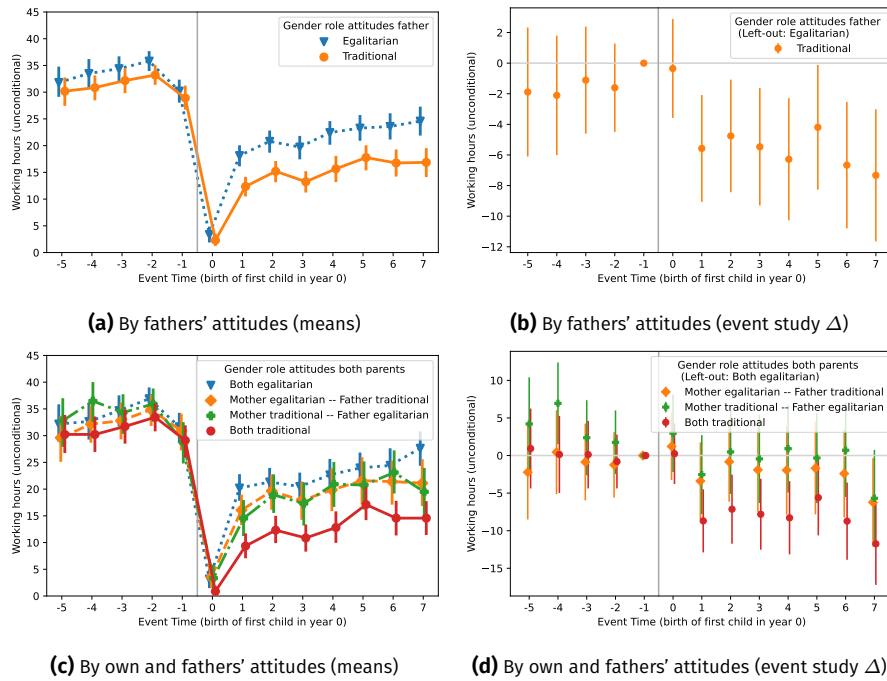 Gender role attitudes father
Egalitarian
Traditional
Working hours (unconditional)
45
40
35
30
25
20
15
10
5
0
-5 -4 -3 -2 -1 0 1 2 3 4 5 6 7
Event Time (birth of first child in year 0)
(a) By fathers’ attitudes (means)
Gender role attitudes father
(Left-out: Egalitarian)
Traditional
Working hours (unconditional)
2
0
−2
−4
−6
−8
−10
−12
-5 -4 -3 -2 -1 0 1 2 3 4 5 6 7
Event Time (birth of first child in year 0)
(b) By fathers’ attitudes (event study Δ)
Gender role attitudes both parents
Both egalitarian
Mother egalitarian -- Father traditional
Mother traditional -- Father egalitarian
Both traditional
Working hours (unconditional)
45
40
35
30
25
20
15
10
5
0
-5 -4 -3 -2 -1 0 1 2 3 4 5 6 7
Event Time (birth of first child in year 0)
(c) By own and fathers’ attitudes (means)
Gender role attitudes both parents
(Left-out: Both egalitarian)
Mother egalitarian -- Father traditional
Mother traditional -- Father egalitarian
Both traditional
Working hours (unconditional)
10
5
0
−5
−10
−15
-5 -4 -3 -2 -1 0 1 2 3 4 5 6 7
Event Time (birth of first child in year 0)
(d) By own and fathers’ attitudes (event study Δ)